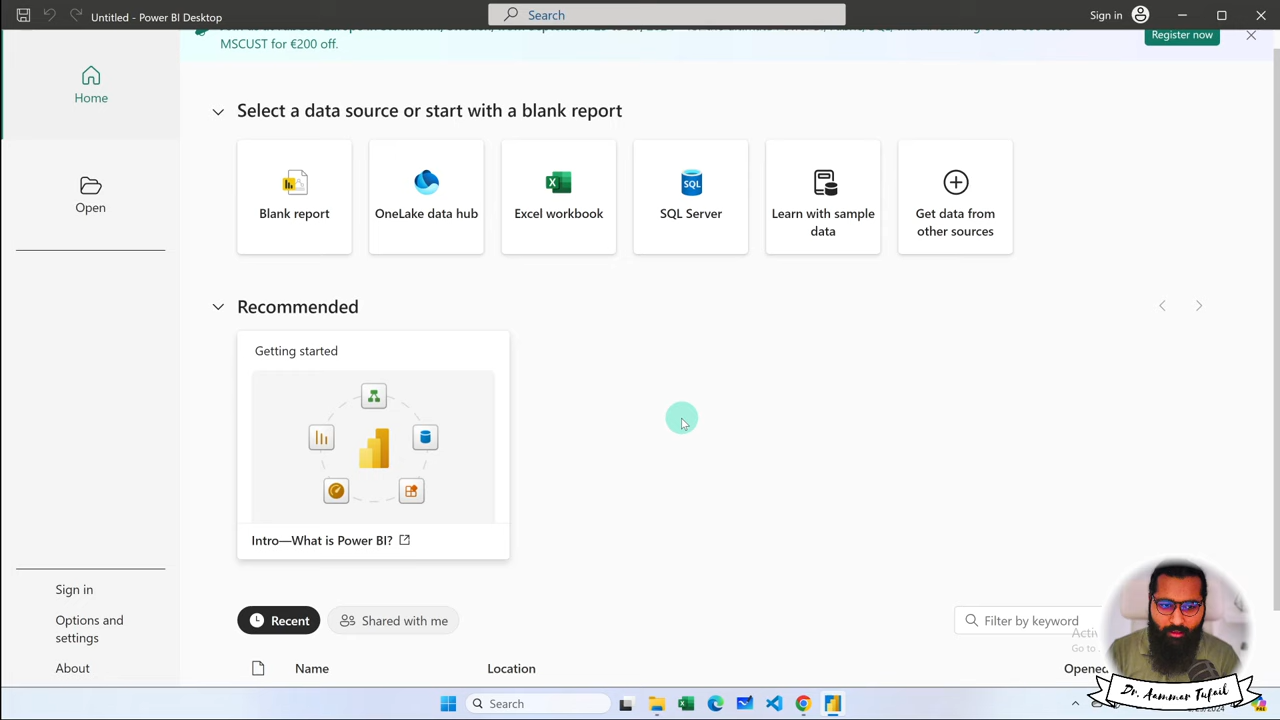 Untitled - Power BI Desktop
Search
Sign in
MSCUST for €200 off.
Register now
Home
Open
Select a data source or start with a blank report
Blank report
OneLake data hub
Excel workbook
SQL
SQL Server
Learn with sample
data
Get data from
other sources
Recommended
Getting started
Intro—What is Power BI?
Recent
Shared with me
Filter by keyword
Name
Location
Opened
Sign in
Options and
settings
About
Go to
Search
Dr. Aammar Tufail